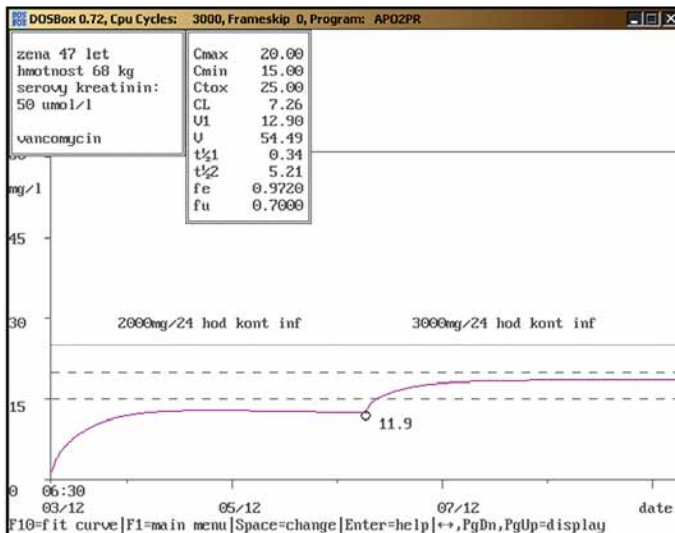 DOSBox 0.72, Cpu Cycles: 3000, Frameskip 0, Program: APO2PR
zena 47 let
hmotnost 68 kg
serovy kreatinin:
50 umol/l
vancomycin
Cmax 20.00
Cmin 15.00
Ctox 25.00
CL 7.26
V1 12.90
V 54.49
t½1 0.34
t½2 5.21
fe 0.9720
fu 0.7000
mg/l
45
30
2000mg/24 hod kont inf 3000mg/24 hod kont inf
15
11.9
0 06:30
03/12 05/12 07/12 date
F10=fit curve|F1=main menu|Space=change|Enter=help|↔,PgDn,PgUp=display